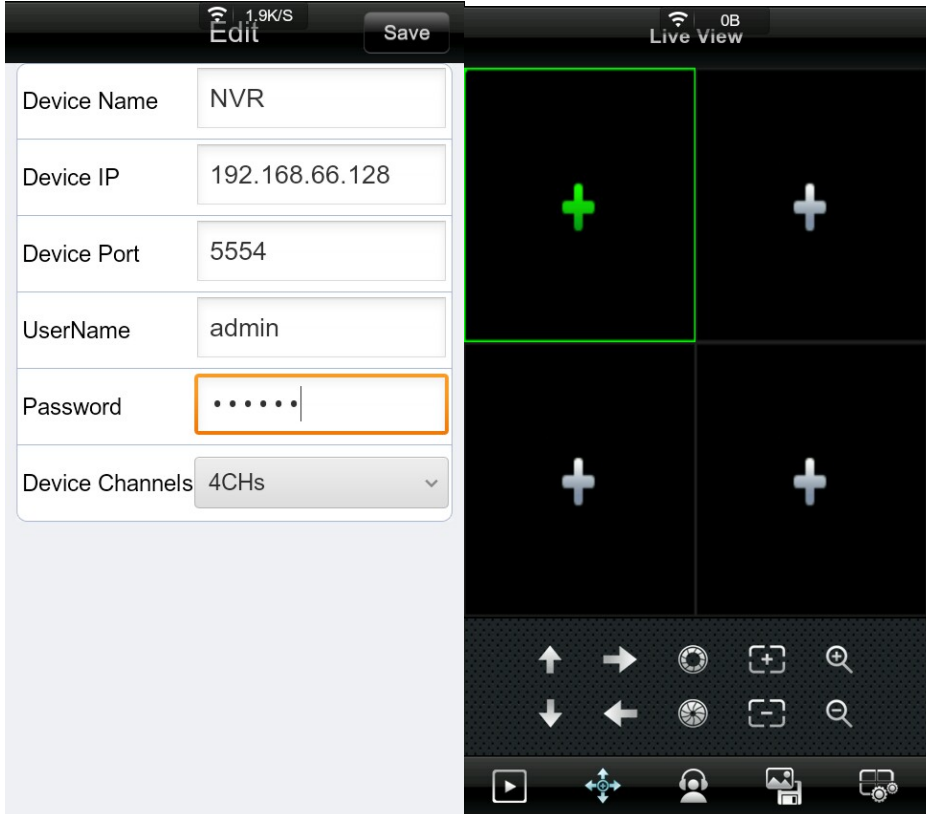 1.9K/S
Edit
Save
Device Name NVR
Device IP 192.168.66.128
Device Port 5554
UserName admin
Password ••••••
Device Channels 4CHs
0B
Live View